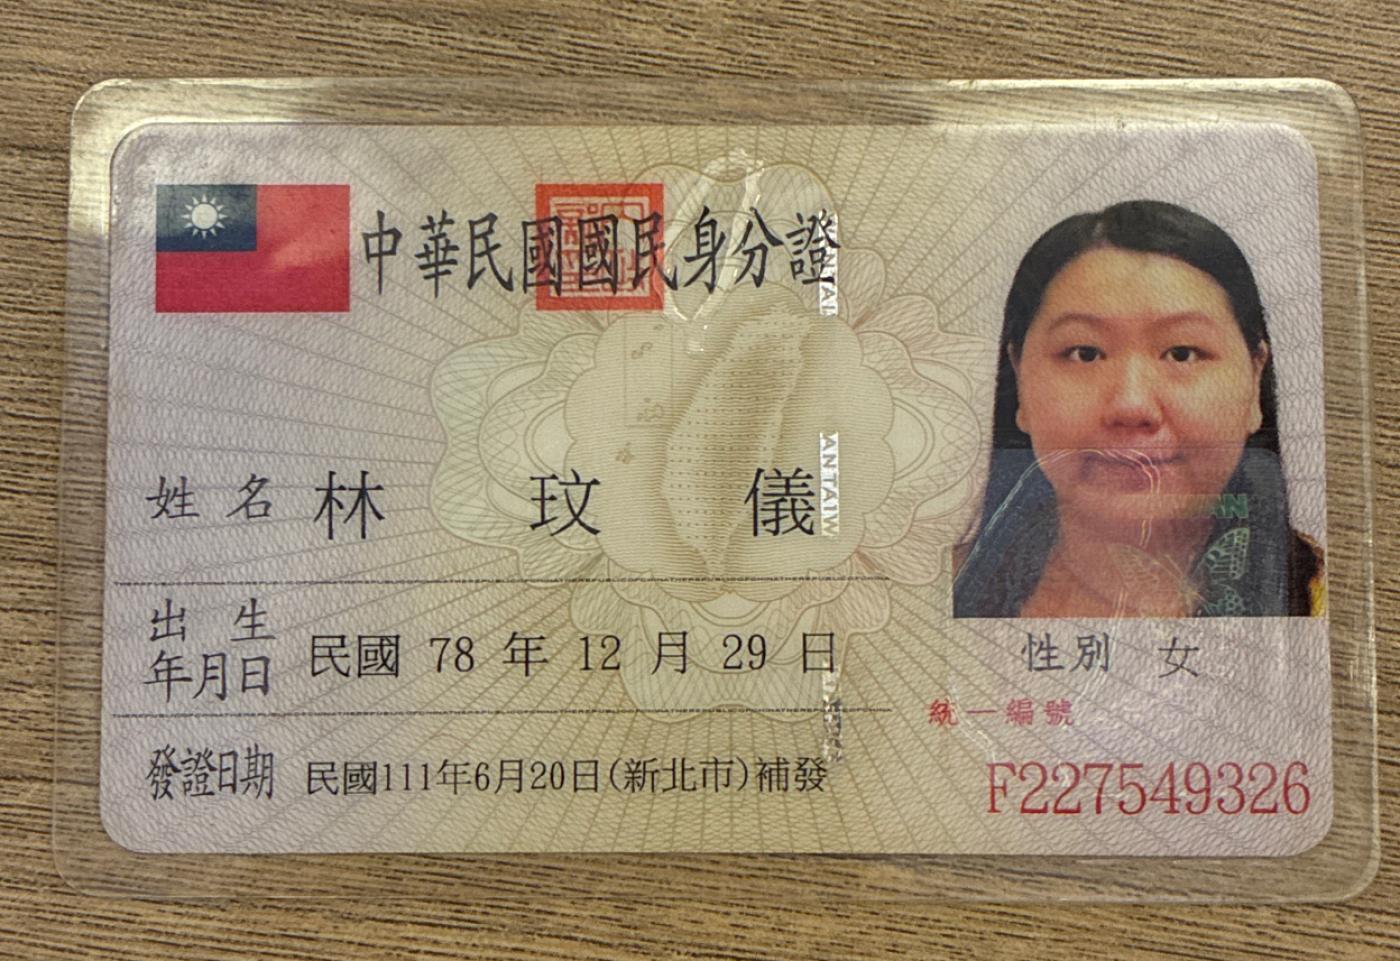 中華民國國民身分證
姓名 林玟儀
出生年月日 民國 78 年 12 月 29 日
發證日期 民國111年6月20日(新北市)補發
性別 女
統一編號
F227549326